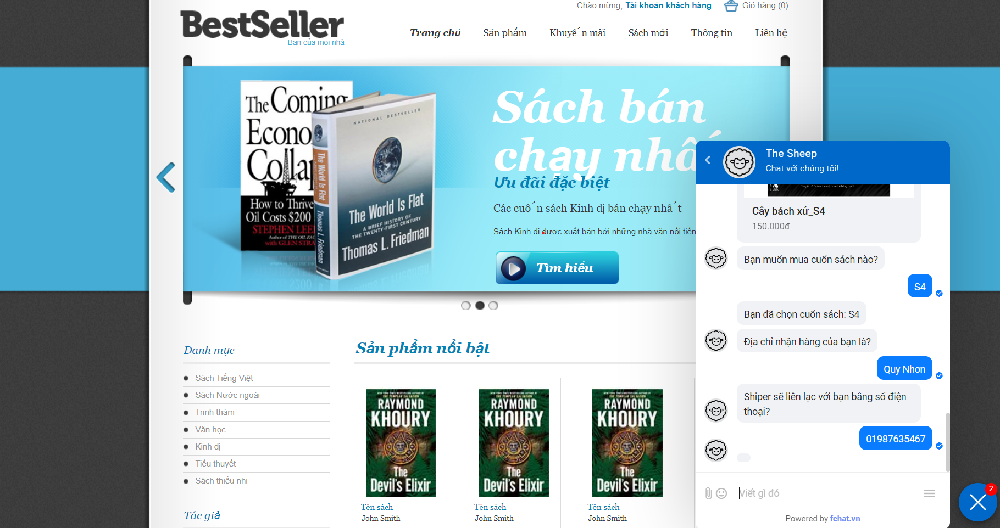 Chào mừng, Tài khoản khách hàng . Giỏ hàng (0)
BestSeller
Bạn của mọi nhà
Trang chủ Sản phẩm Khuyến mãi Sách mới Thông tin Liên hệ
The Coming
Econo
Collap
How to Thrive
Oil Costs $200
STEPHEN LEE
Author of THE OIL FAC
with GLEN STRA
NATIONAL BESTSELLER
The World Is Flat
A BRIEF HISTORY OF
THE TWENTY-FIRST CENTURY
Thomas L. Friedman
The World Is Flat
Thomas L. Friedman
Sách bán
chạy nhấ
Ưu đãi đặc biệt
Các cuốn sách Kinh dị bán chạy nhất
Sách Kinh dị được xuất bản bởi những nhà văn nổi tiến
Tìm hiểu
Danh mục
Sách Tiếng Việt
Sách Nước ngoài
Trinh thám
Văn học
Kinh dị
Tiểu thuyết
Sách thiếu nhi
Tác giả
Sản phẩm nổi bật
RAYMOND
KHOURY
The
Devil's Elixir
Tên sách
John Smith
RAYMOND
KHOURY
The
Devil's Elixir
Tên sách
John Smith
RAYMOND
KHOURY
The
Devil's Elixir
Tên sách
John Smith
The Sheep
Chat với chúng tôi!
Cây bách xử_S4
150.000đ
Bạn muốn mua cuốn sách nào?
S4
Bạn đã chọn cuốn sách: S4
Địa chỉ nhận hàng của bạn là?
Quy Nhơn
Shiper sẽ liên lạc với bạn bằng số điện
thoại?
01987635467
Viết gì đó
Powered by fchat.vn
2